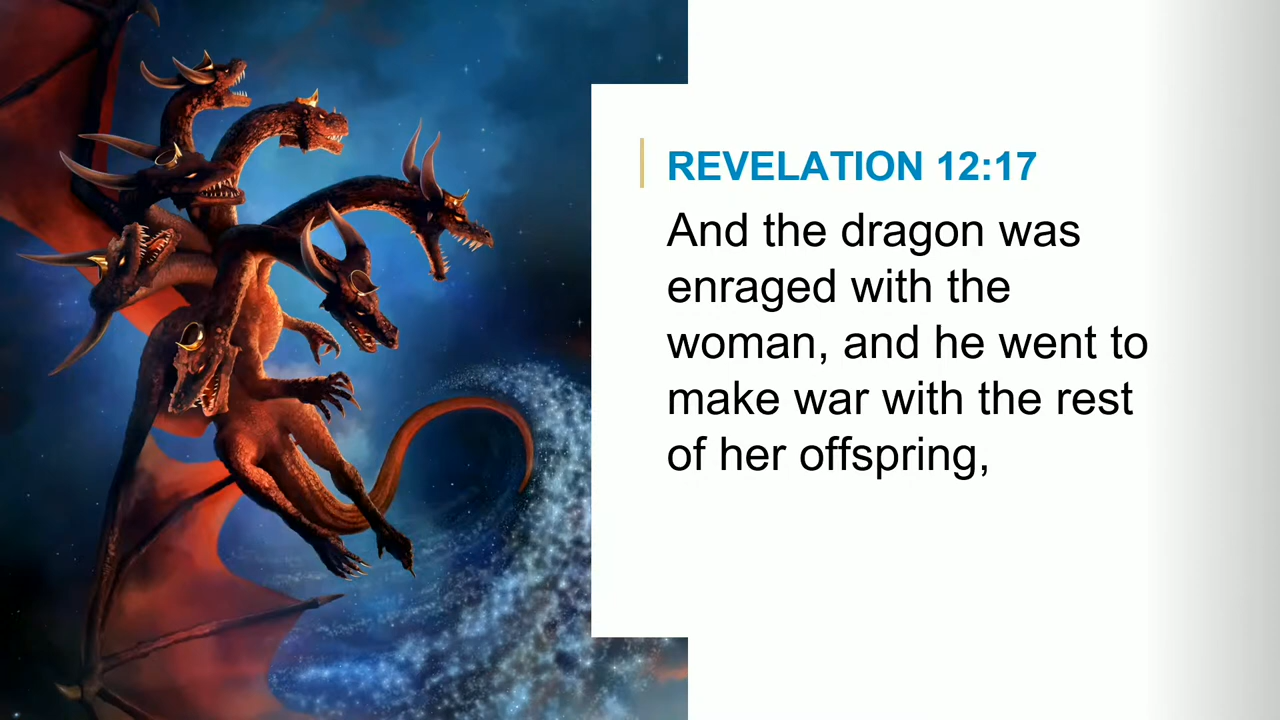 REVELATION 12:17
And the dragon was
enraged with the
woman, and he went to
make war with the rest
of her offspring,